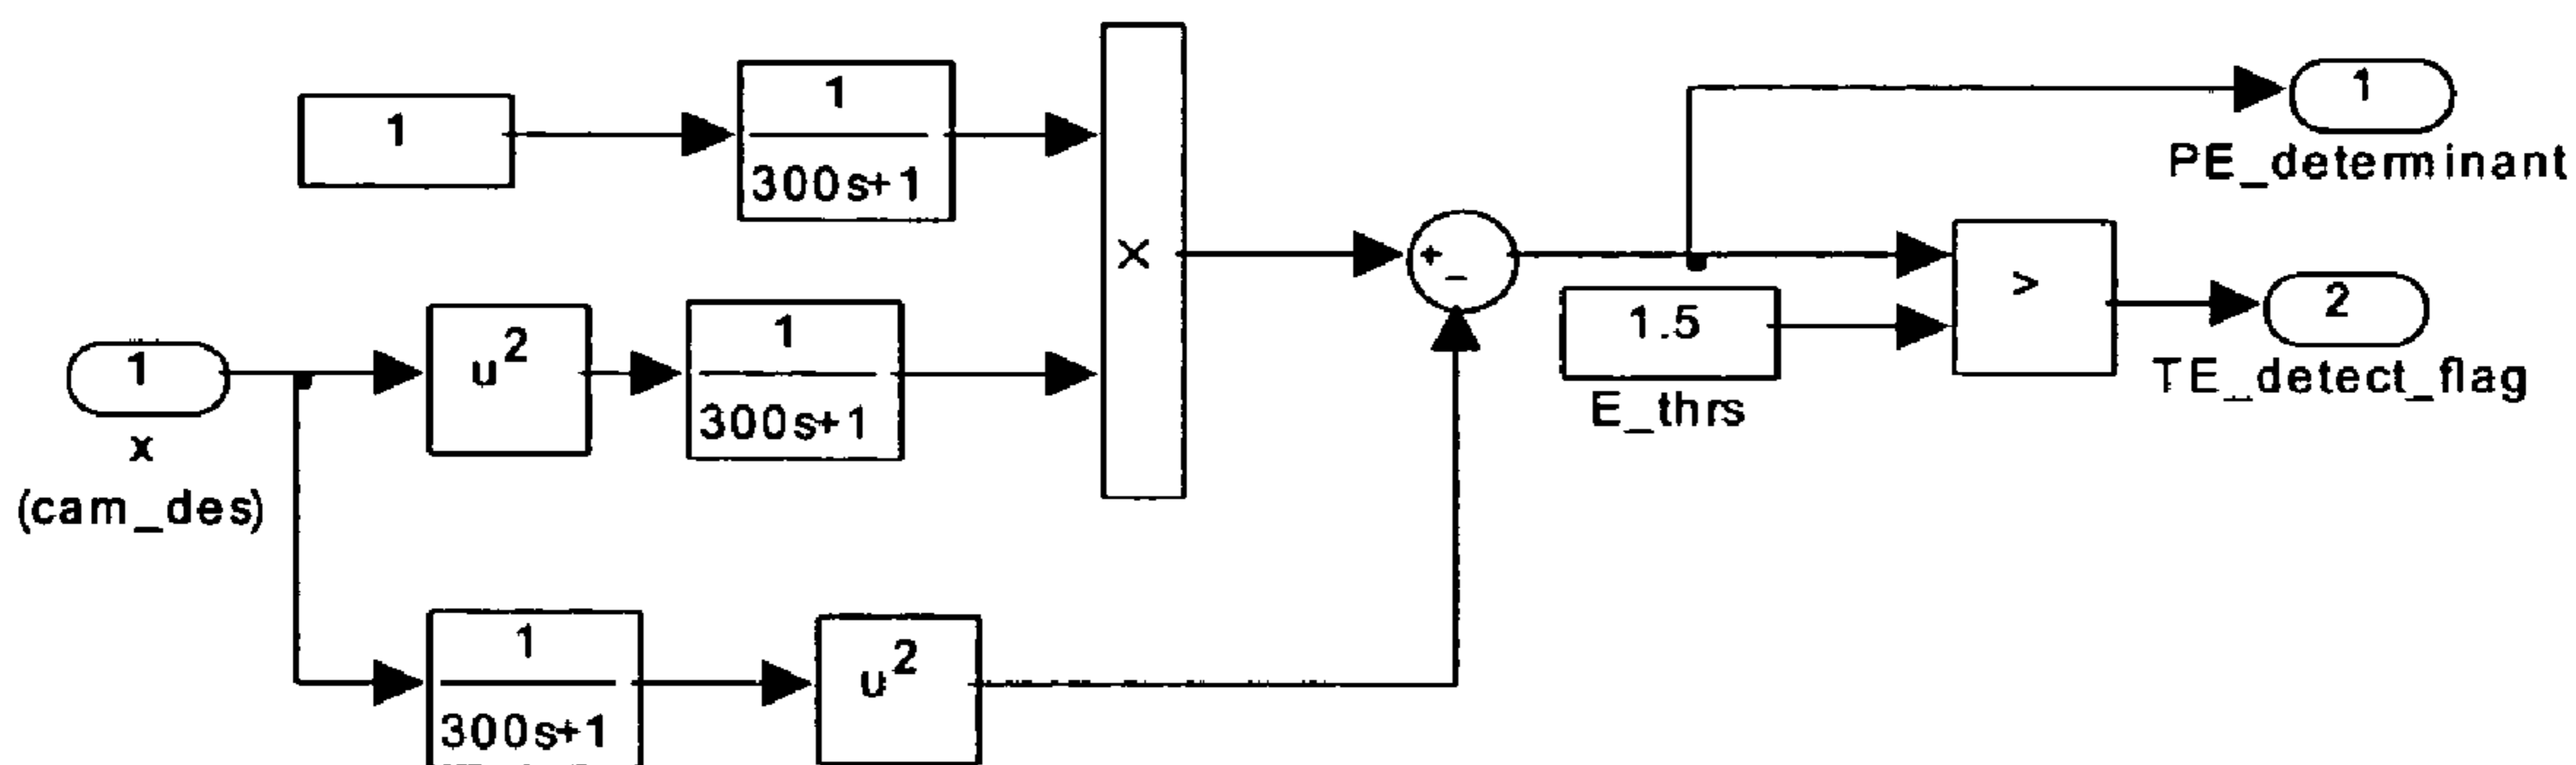 1
1
300s+1
X
1
PE_determinant
1
x
(cam_des)
u²
1
300s+1
+
−
1.5
E_thrs
>
2
TE_detect_flag
1
300s+1
u²